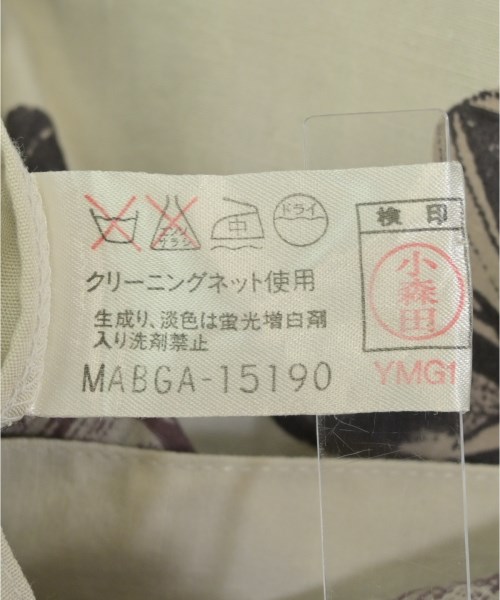 エンソ
サラシ
中
ドライ
クリーニングネット使用
生成り、淡色は蛍光増白剤
入り洗剤禁止
MABGA-15190
検印
小森田
YMG1